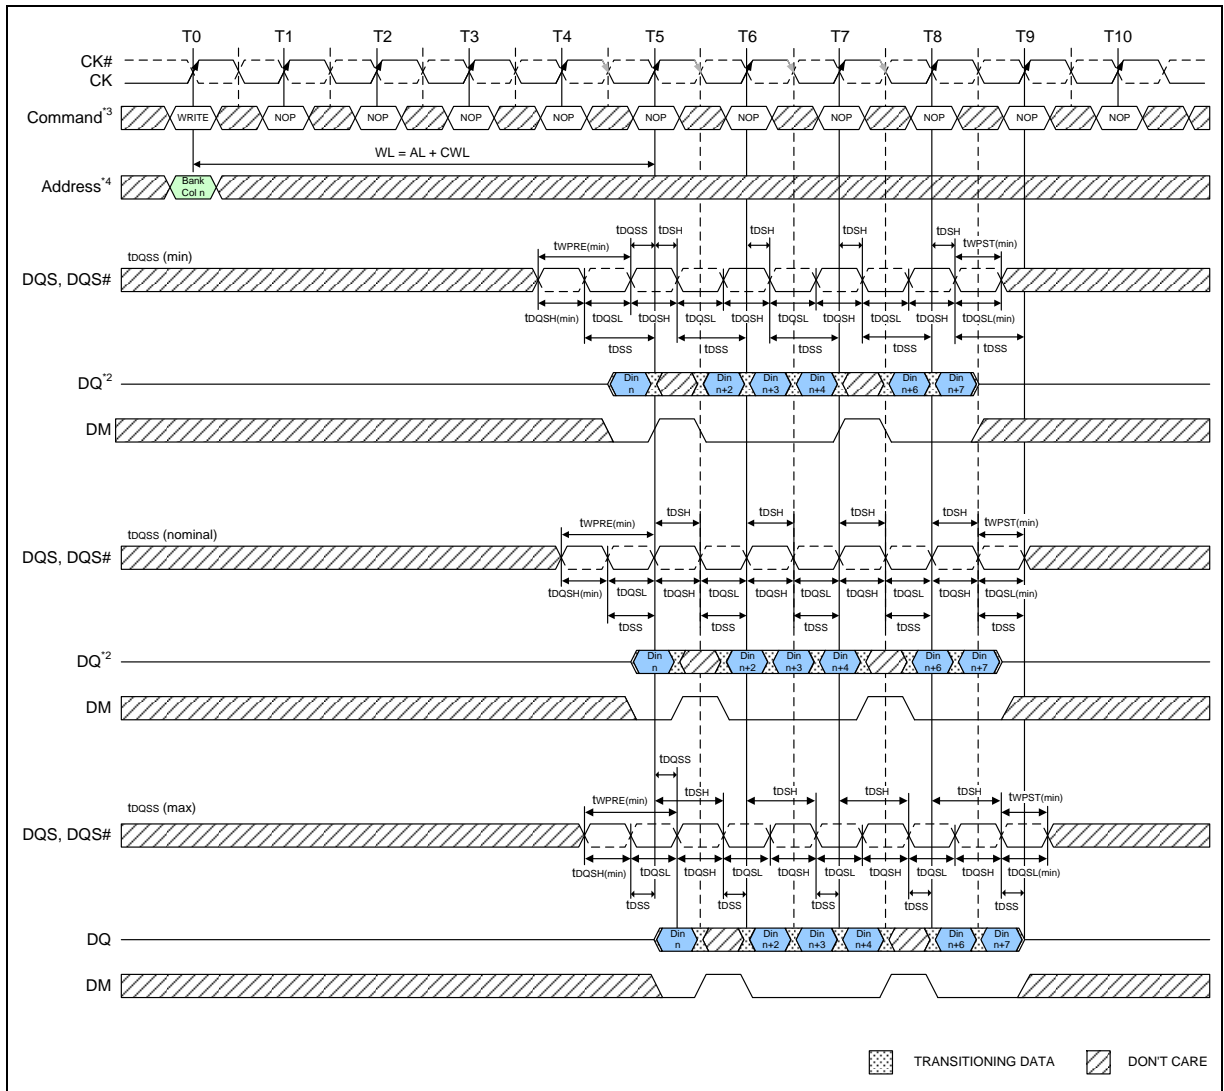 T0 T1 T2 T3 T4 T5 T6 T7 T8 T9 T10
CK#
CK
Command*3 WRITE NOP NOP NOP NOP NOP NOP NOP NOP NOP NOP
WL = AL + CWL
Address*4 Bank Col n
tDQSS tDSH tDSH tDSH tDSH
tWPRE(min) tWPST(min)
tDQSS (min)
DQS, DQS#
tDQSH(min) tDQSL tDQSH tDQSL tDQSH tDQSL tDQSH tDQSL tDQSH tDQSL(min)
tDSS tDSS tDSS tDSS tDSS
DQ*2 Din n Din n+2 Din n+3 Din n+4 Din n+6 Din n+7
DM
tDSH tDSH tDSH tDSH
tWPRE(min) tWPST(min)
tDQSS (nominal)
DQS, DQS#
tDQSH(min) tDQSL tDQSH tDQSL tDQSH tDQSL tDQSH tDQSL tDQSH tDQSL(min)
tDSS tDSS tDSS tDSS tDSS
DQ*2 Din n Din n+2 Din n+3 Din n+4 Din n+6 Din n+7
DM
tDQSS
tDQSS (max)
tWPRE(min) tDSH tDSH tDSH tDSH tWPST(min)
DQS, DQS#
tDQSH(min) tDQSL tDQSH tDQSL tDQSH tDQSL tDQSH tDQSL tDQSH tDQSL(min)
tDSS tDSS tDSS tDSS tDSS
DQ Din n Din n+2 Din n+3 Din n+4 Din n+6 Din n+7
DM
TRANSITIONING DATA DON'T CARE